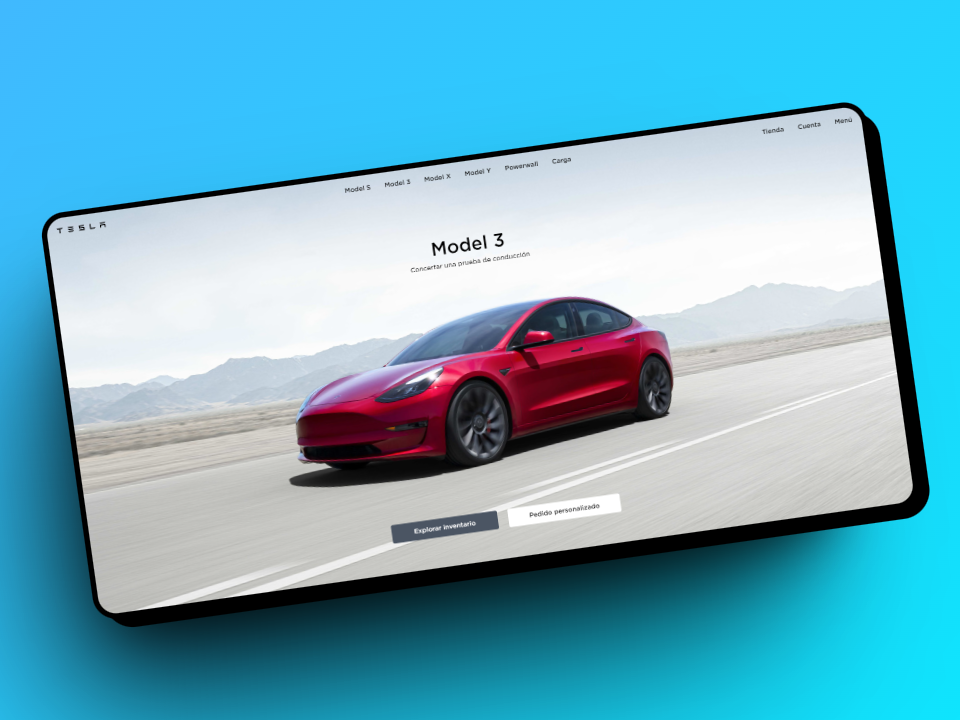 TESLA
Model S Model 3 Model X Model Y Powerwall Carga
Tienda Cuenta Menú
Model 3
Concertar una prueba de conducción
Explorar inventario
Pedido personalizado